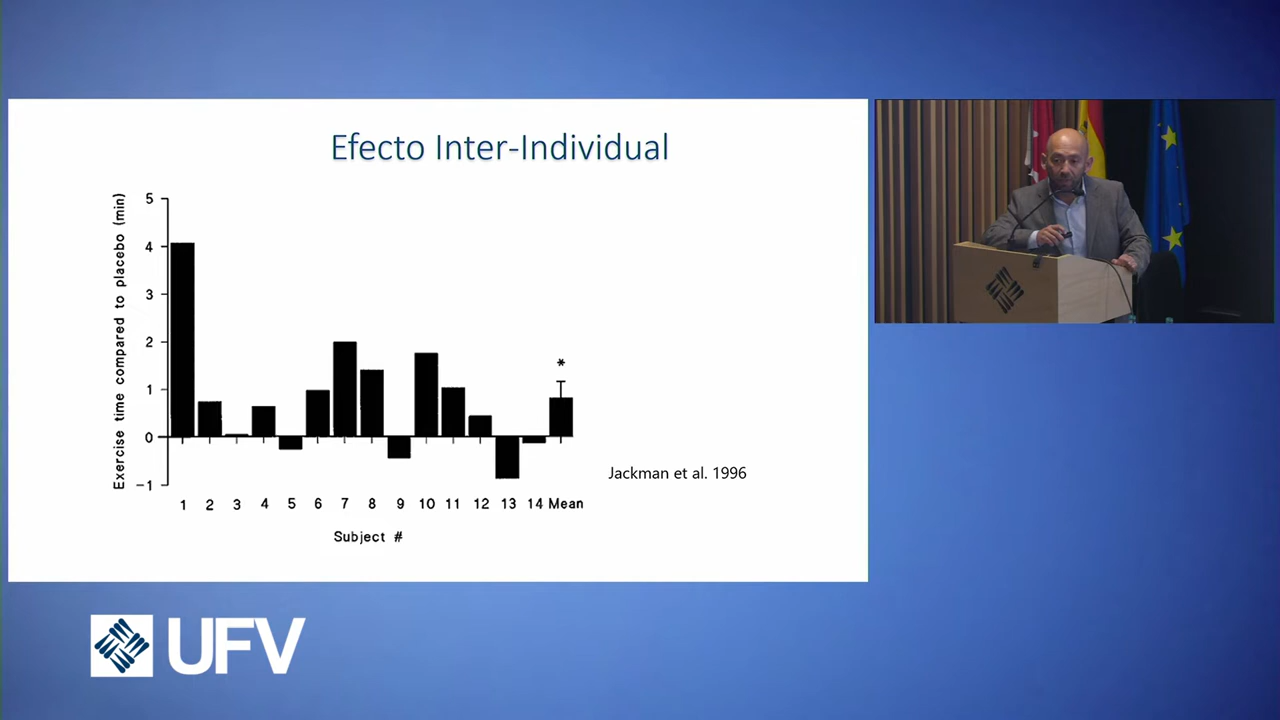 Efecto Inter-Individual
Exercise time compared to placebo (min)
5
4
3
2
1
0
−1
*
1 2 3 4 5 6 7 8 9 10 11 12 13 14 Mean
Subject #
Jackman et al. 1996
UFV